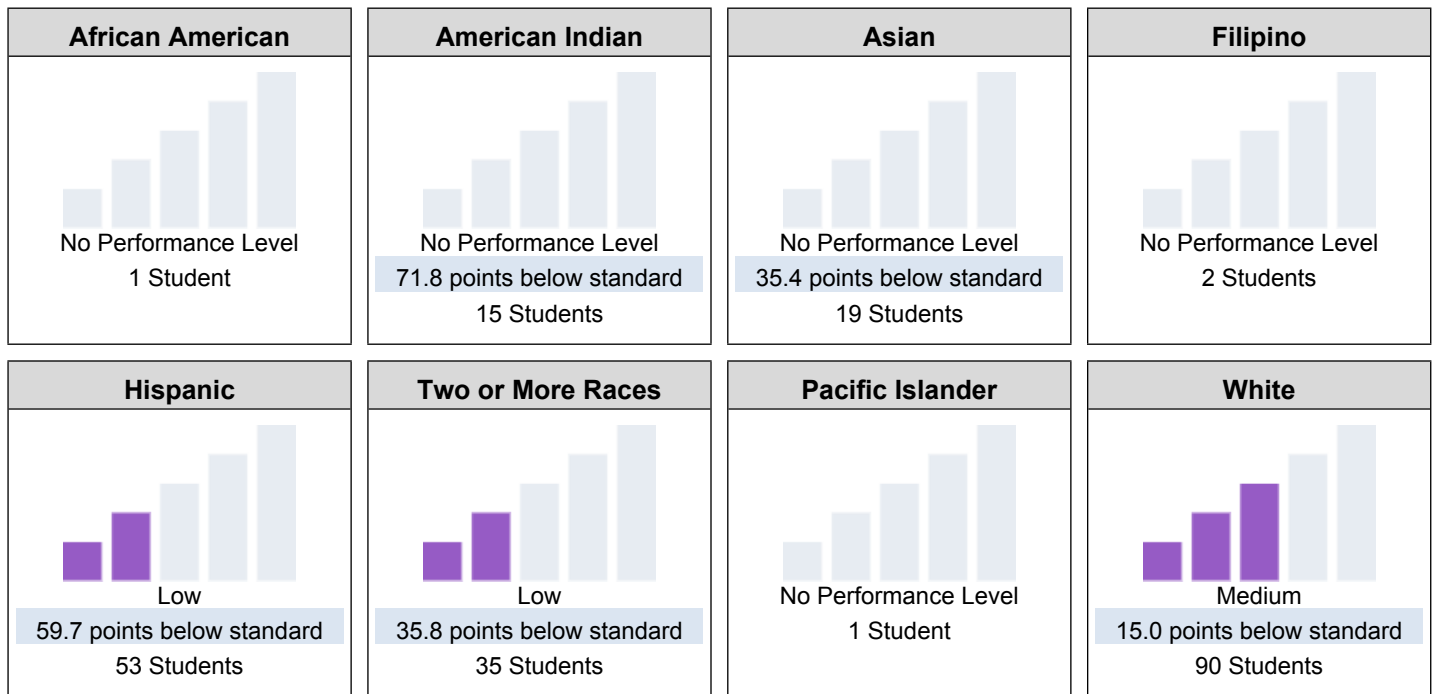 African American
No Performance Level
1 Student
American Indian
No Performance Level
71.8 points below standard
15 Students
Asian
No Performance Level
35.4 points below standard
19 Students
Filipino
No Performance Level
2 Students
Hispanic
Low
59.7 points below standard
53 Students
Two or More Races
Low
35.8 points below standard
35 Students
Pacific Islander
No Performance Level
1 Student
White
Medium
15.0 points below standard
90 Students